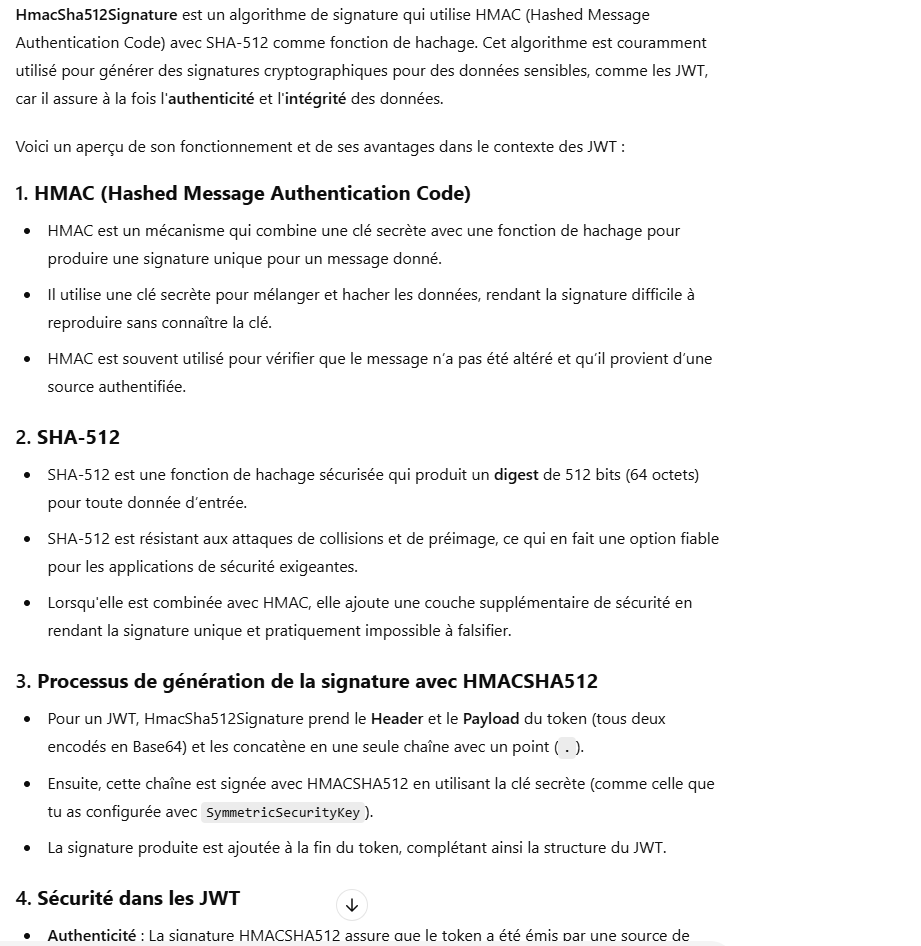 HmacSha512Signature est un algorithme de signature qui utilise HMAC (Hashed Message
Authentication Code) avec SHA-512 comme fonction de hachage. Cet algorithme est couramment
utilisé pour générer des signatures cryptographiques pour des données sensibles, comme les JWT,
car il assure à la fois l'authenticité et l'intégrité des données.
Voici un aperçu de son fonctionnement et de ses avantages dans le contexte des JWT :
1. HMAC (Hashed Message Authentication Code)
• HMAC est un mécanisme qui combine une clé secrète avec une fonction de hachage pour
produire une signature unique pour un message donné.
• Il utilise une clé secrète pour mélanger et hacher les données, rendant la signature difficile à
reproduire sans connaître la clé.
• HMAC est souvent utilisé pour vérifier que le message n’a pas été altéré et qu’il provient d’une
source authentifiée.
2. SHA-512
• SHA-512 est une fonction de hachage sécurisée qui produit un digest de 512 bits (64 octets)
pour toute donnée d’entrée.
• SHA-512 est résistant aux attaques de collisions et de préimage, ce qui en fait une option fiable
pour les applications de sécurité exigeantes.
• Lorsqu'elle est combinée avec HMAC, elle ajoute une couche supplémentaire de sécurité en
rendant la signature unique et pratiquement impossible à falsifier.
3. Processus de génération de la signature avec HMACSHA512
• Pour un JWT, HmacSha512Signature prend le Header et le Payload du token (tous deux
encodés en Base64) et les concatène en une seule chaîne avec un point ( . ).
• Ensuite, cette chaîne est signée avec HMACSHA512 en utilisant la clé secrète (comme celle que
tu as configurée avec SymmetricSecurityKey ).
• La signature produite est ajoutée à la fin du token, complétant ainsi la structure du JWT.
4. Sécurité dans les JWT
• Authenticité : La signature HMACSHA512 assure que le token a été émis par une source de